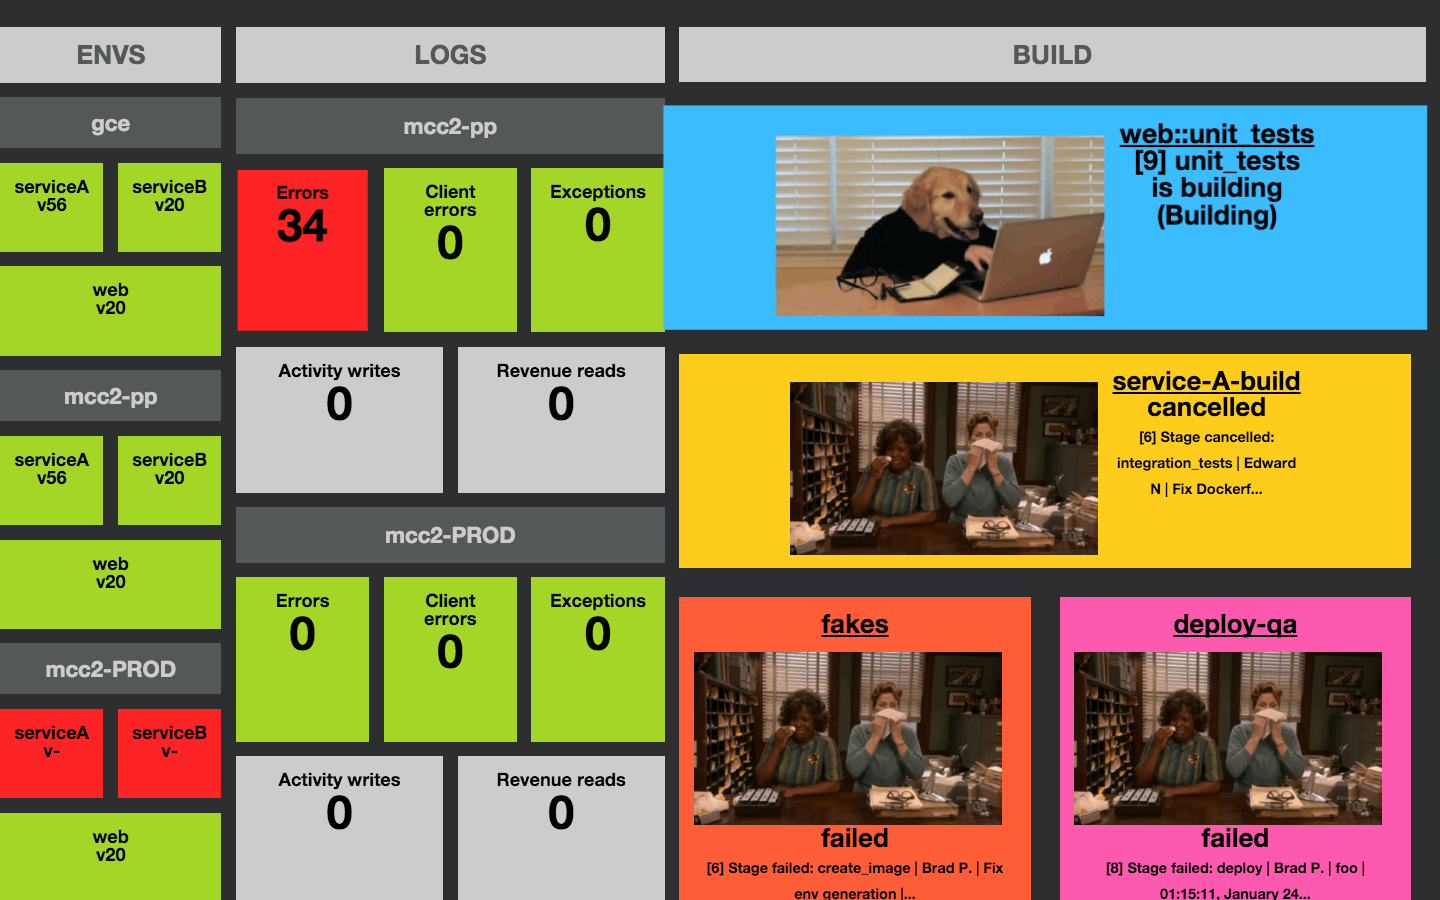 ENVS
gce
serviceA
v56
serviceB
v20
web
v20
mcc2-pp
serviceA
v56
serviceB
v20
web
v20
mcc2-PROD
serviceA
v-
serviceB
v-
web
v20
LOGS
mcc2-pp
Errors
34
Client
errors
0
Exceptions
0
Activity writes
0
Revenue reads
0
mcc2-PROD
Errors
0
Client
errors
0
Exceptions
0
Activity writes
0
Revenue reads
0
BUILD
web::unit_tests
[9] unit_tests
is building
(Building)
service-A-build
cancelled
[6] Stage cancelled:
integration_tests | Edward
N | Fix Dockerf...
fakes
failed
[6] Stage failed: create_image | Brad P. | Fix
env generation |...
deploy-qa
failed
[8] Stage failed: deploy | Brad P. | foo |
01:15:11, January 24...